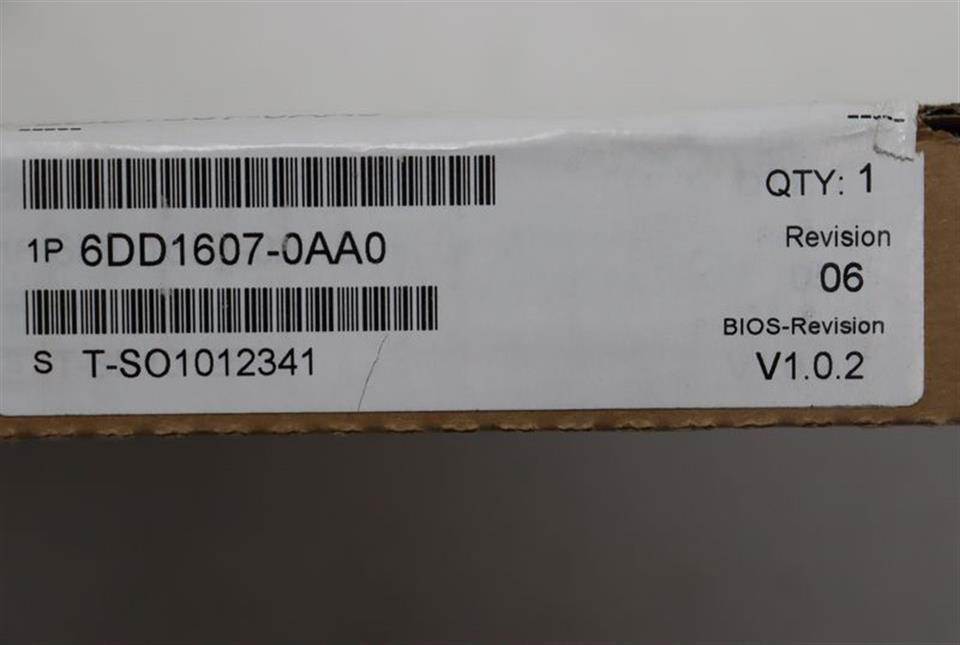 1P 6DD1607-0AA0
S T-SO1012341
QTY: 1
Revision
06
BIOS-Revision
V1.0.2